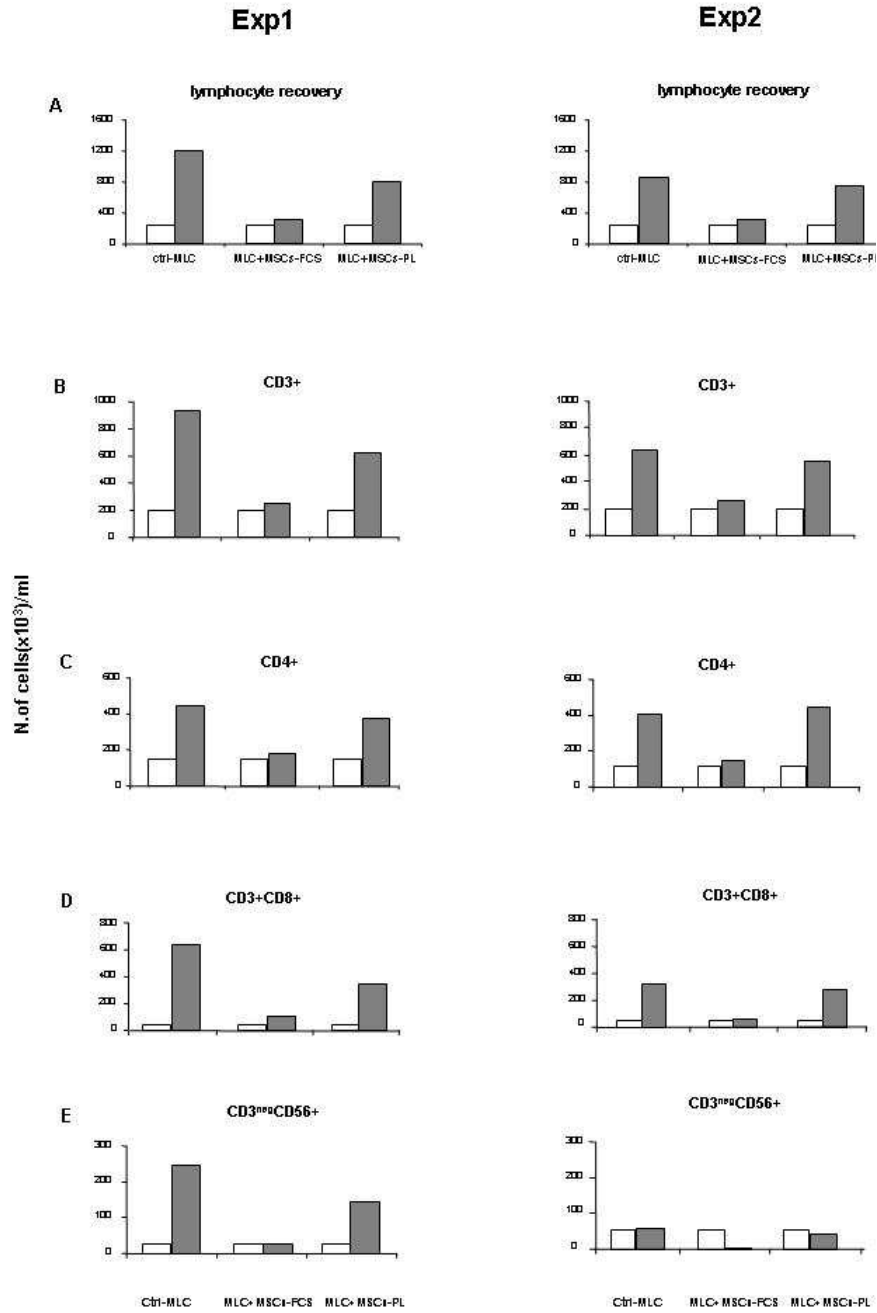 Exp1
Exp2
A
lymphocyte recovery
1600
1200
800
400
0
ctrl-MLC
MLC+MSCs-FCS
MLC+MSCs-PL
lymphocyte recovery
1600
1200
800
400
0
ctrl-MLC
MLC+MSCs-FCS
MLC+MSCs-PL
B
CD3+
1000
800
600
400
200
0
CD3+
1000
800
600
400
200
0
N.of cells(x10³)/ml
C
CD4+
600
400
200
0
CD4+
600
400
200
0
D
CD3+CD8+
800
600
400
200
0
CD3+CD8+
800
600
400
200
0
E
CD3ⁿᵉᵍCD56+
300
200
100
0
Ctrl-MLC
MLC+MSCs-FCS
MLC+MSCs-PL
CD3ⁿᵉᵍCD56+
300
200
100
0
Ctrl-MLC
MLC+MSCs-FCS
MLC+MSCs-PL